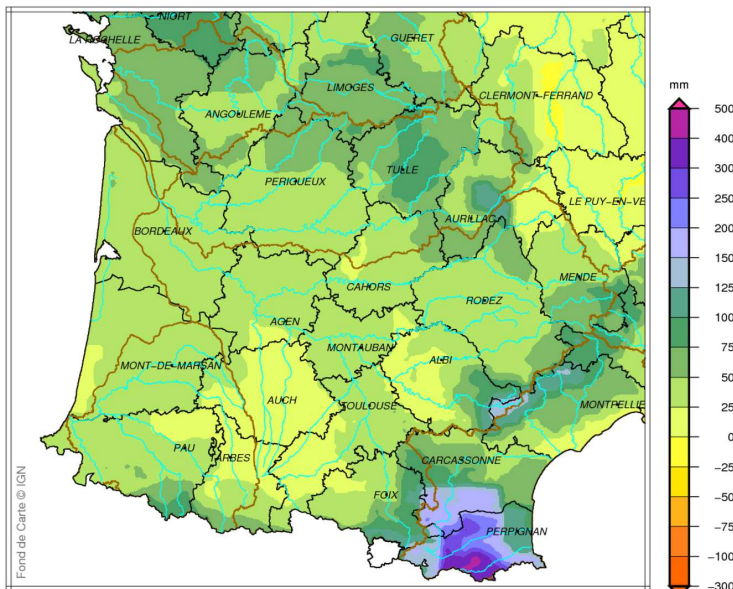 NIORT
LA ROCHELLE
GUERET
LIMOGES
CLERMONT-FERRAND
ANGOULEME
TULLE
PERIGUEUX
LE PUY-EN-VE
AURILLAC
BORDEAUX
MENDE
CAHORS
RODEZ
AGEN
MONTAUBAN
ALBI
MONT-DE-MARSAN
AUCH
TOULOUSE
MONTPELLIE
PAU
TARBES
CARCASSONNE
FOIX
PERPIGNAN
Fond de Carte © IGN
mm
500
400
300
200
150
125
100
75
50
25
0
-25
-50
-75
-100
-300